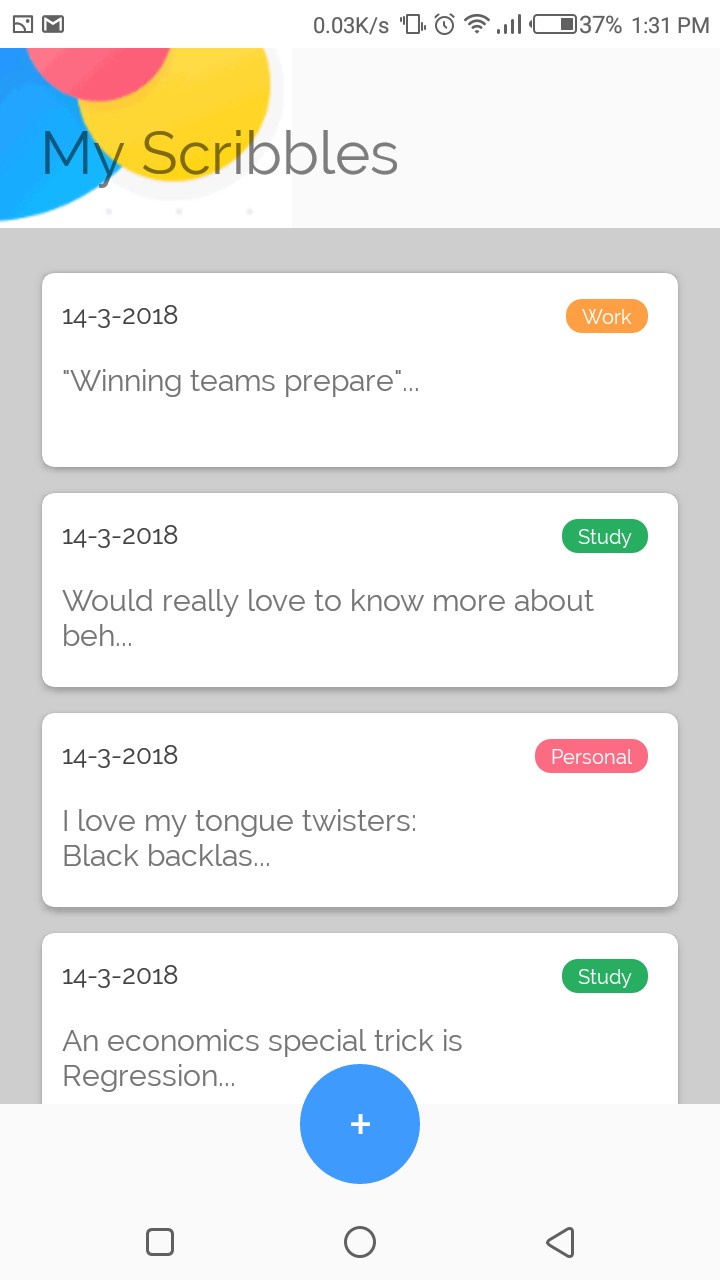 0.03K/s 37% 1:31 PM
My Scribbles
14-3-2018 Work
"Winning teams prepare"...
14-3-2018 Study
Would really love to know more about
beh...
14-3-2018 Personal
I love my tongue twisters:
Black backlas...
14-3-2018 Study
An economics special trick is
Regression...
+